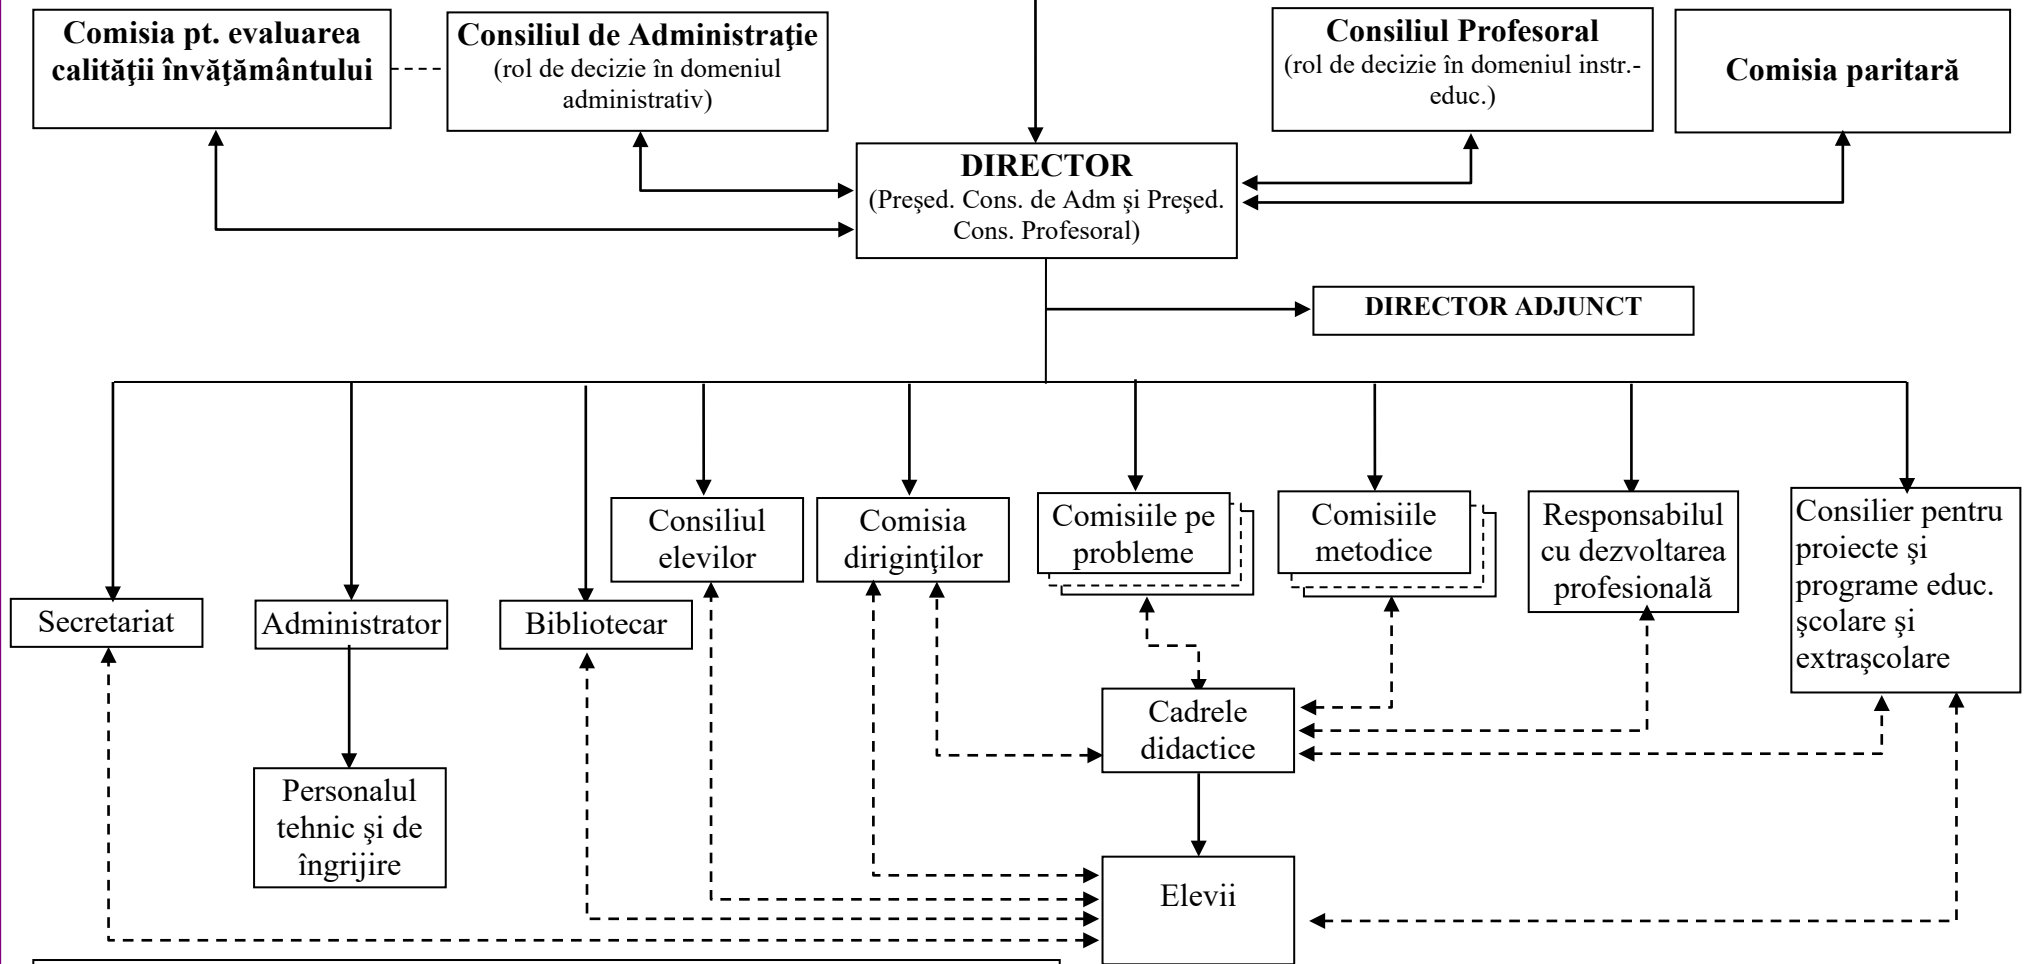 Comisia pt. evaluarea
calităţii învăţământului
Consiliul de Administraţie
(rol de decizie în domeniul
administrativ)
Consiliul Profesoral
(rol de decizie în domeniul instr.-
educ.)
Comisia paritară
DIRECTOR
(Preşed. Cons. de Adm şi Preşed.
Cons. Profesoral)
DIRECTOR ADJUNCT
Secretariat
Administrator
Bibliotecar
Consiliul
elevilor
Comisia
diriginţilor
Comisiile pe
probleme
Comisiile
metodice
Responsabilul
cu dezvoltarea
profesională
Consilier pentru
proiecte şi
programe educ.
şcolare şi
extraşcolare
Personalul
tehnic şi de
îngrijire
Cadrele
didactice
Elevii